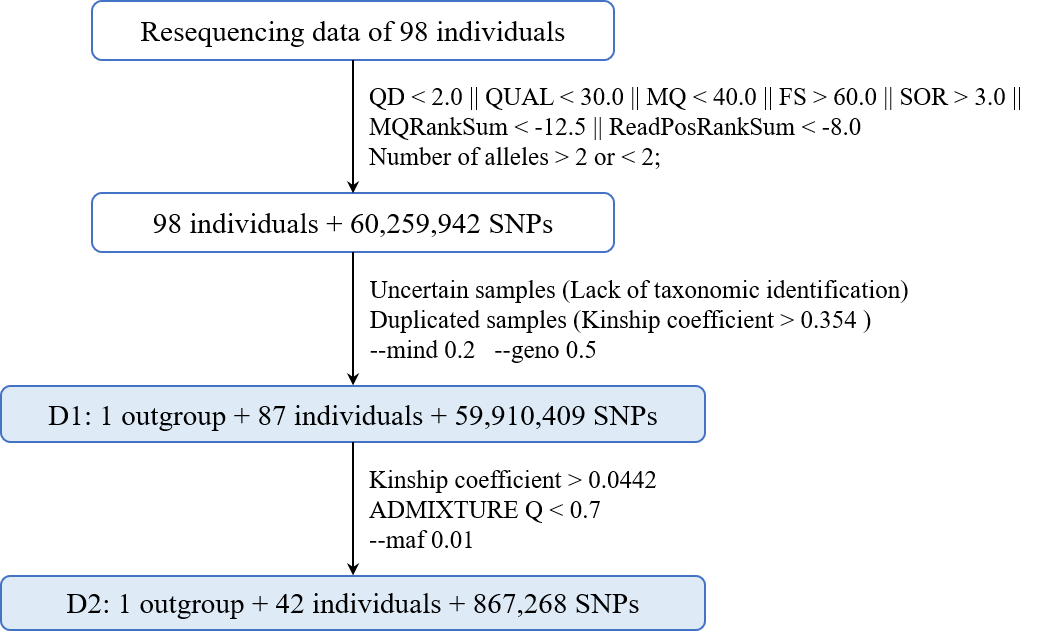 Resequencing data of 98 individuals
QD < 2.0 || QUAL < 30.0 || MQ < 40.0 || FS > 60.0 || SOR > 3.0 ||
MQRankSum < -12.5 || ReadPosRankSum < -8.0
Number of alleles > 2 or < 2;
98 individuals + 60,259,942 SNPs
Uncertain samples (Lack of taxonomic identification)
Duplicated samples (Kinship coefficient > 0.354 )
--mind 0.2   --geno 0.5
D1: 1 outgroup + 87 individuals + 59,910,409 SNPs
Kinship coefficient > 0.0442
ADMIXTURE Q < 0.7
--maf 0.01
D2: 1 outgroup + 42 individuals + 867,268 SNPs